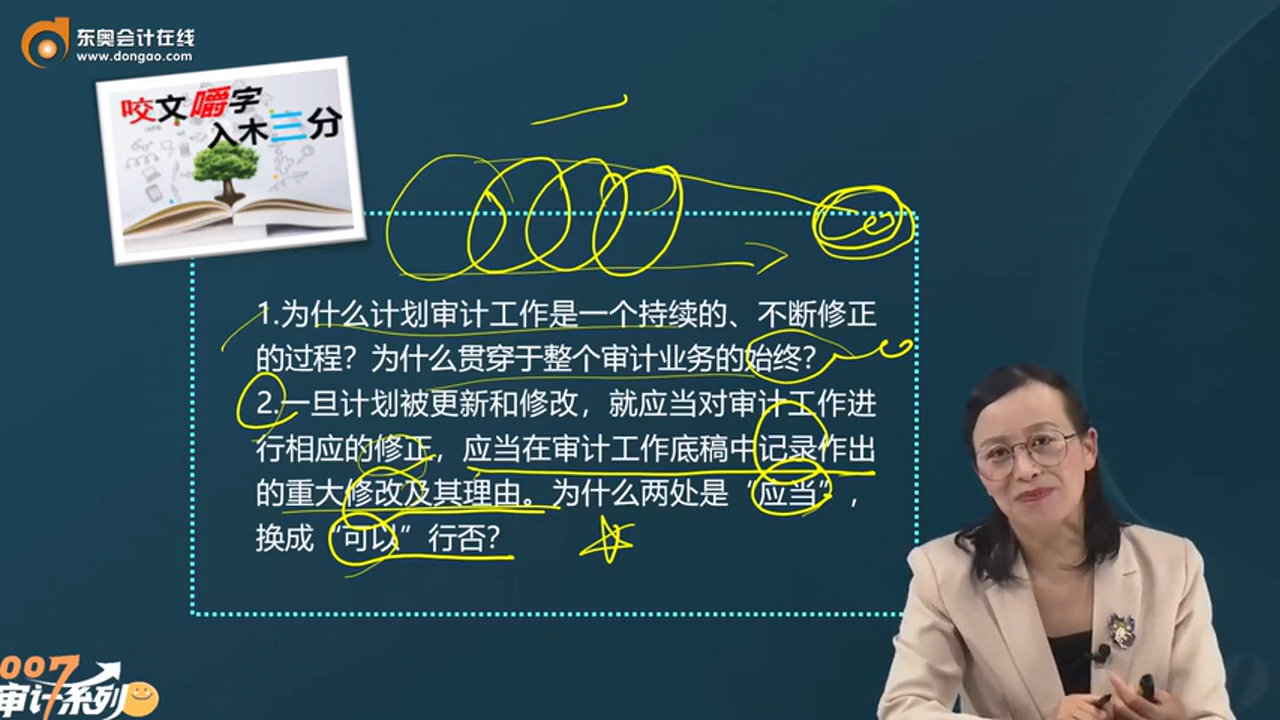 东奥会计在线
www.dongao.com
咬文嚼字
入木三分
1.为什么计划审计工作是一个持续的、不断修正
的过程？为什么贯穿于整个审计业务的始终？
2.一旦计划被更新和修改，就应当对审计工作进
行相应的修正，应当在审计工作底稿中记录作出
的重大修改及其理由。为什么两处是“应当”，
换成“可以”行否？
007
审计系列